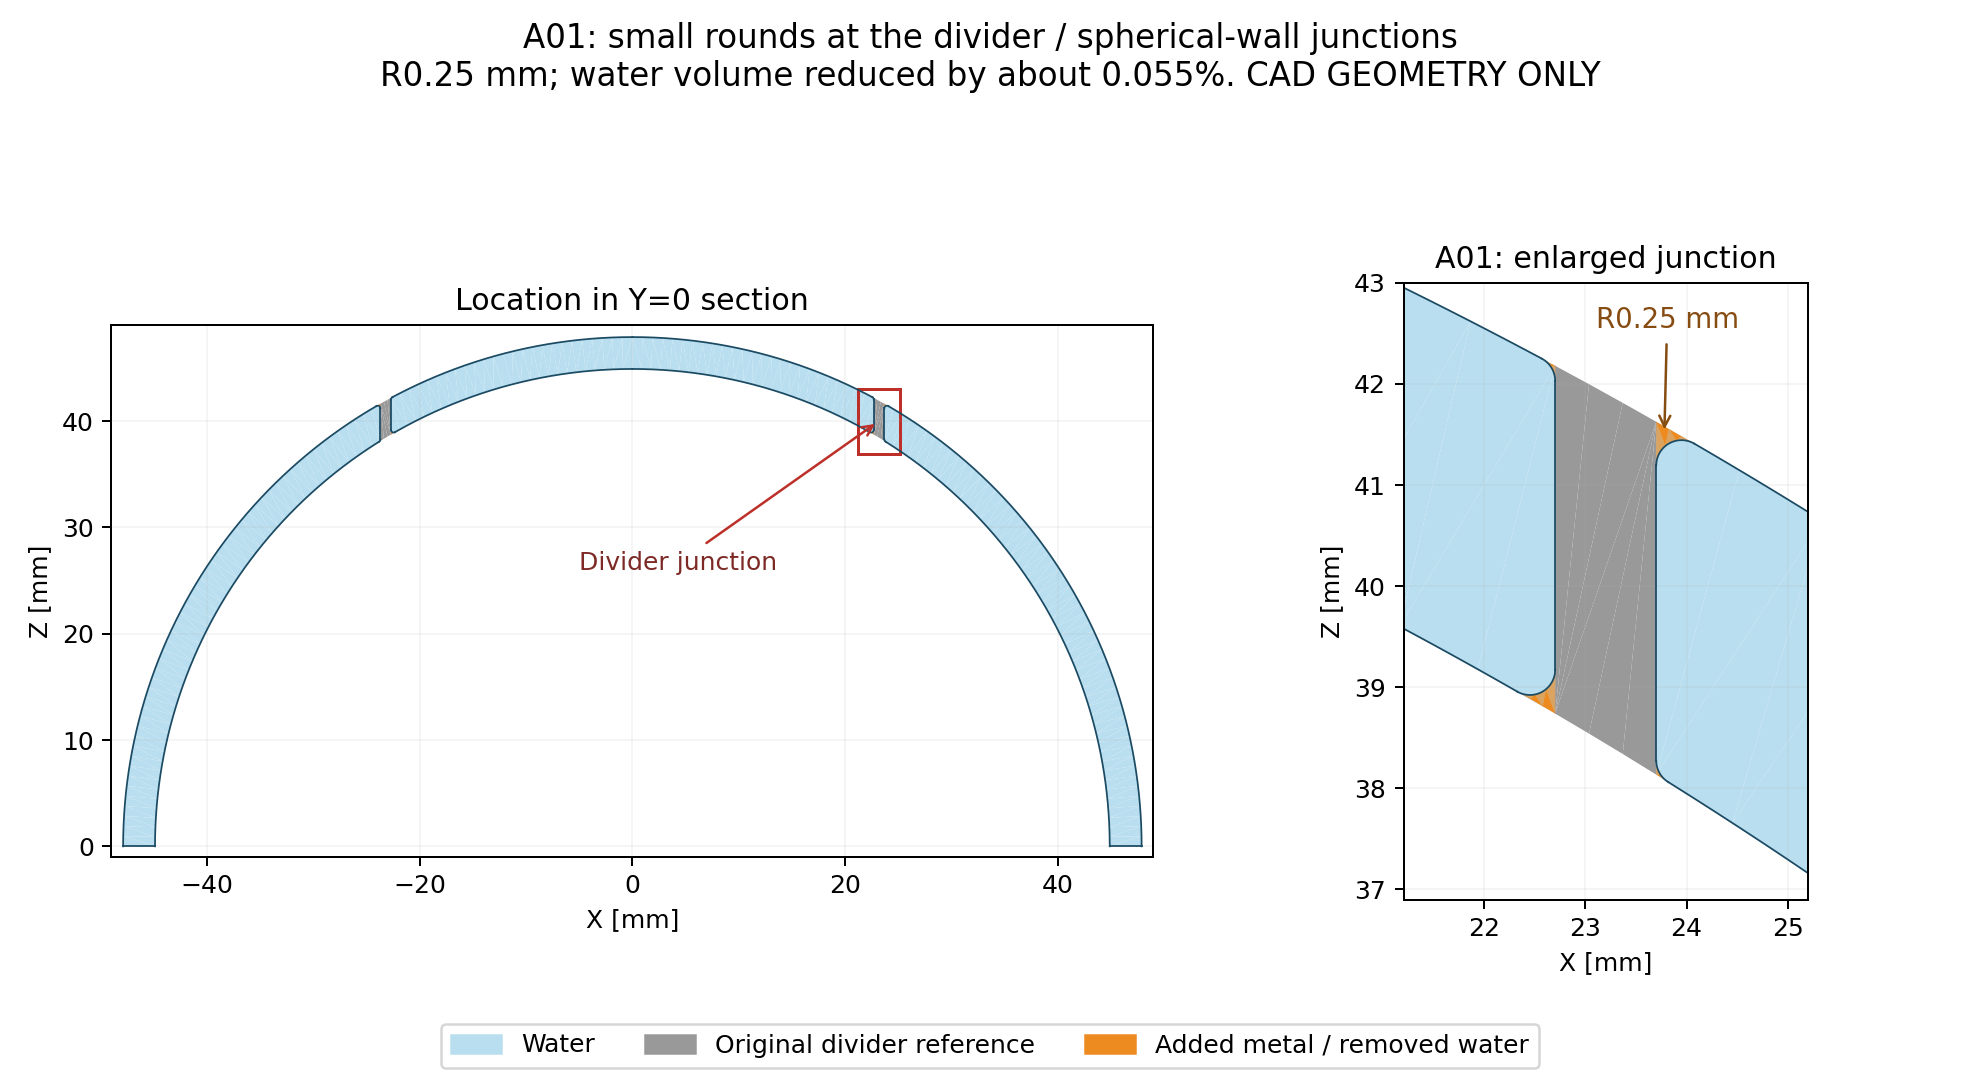 A01: small rounds at the divider / spherical-wall junctions
R0.25 mm; water volume reduced by about 0.055%. CAD GEOMETRY ONLY
Location in Y=0 section
Z [mm]
40
30
20
10
0
Divider junction
−40
−20
0
20
40
X [mm]
A01: enlarged junction
R0.25 mm
Z [mm]
43
42
41
40
39
38
37
22
23
24
25
X [mm]
Water
Original divider reference
Added metal / removed water